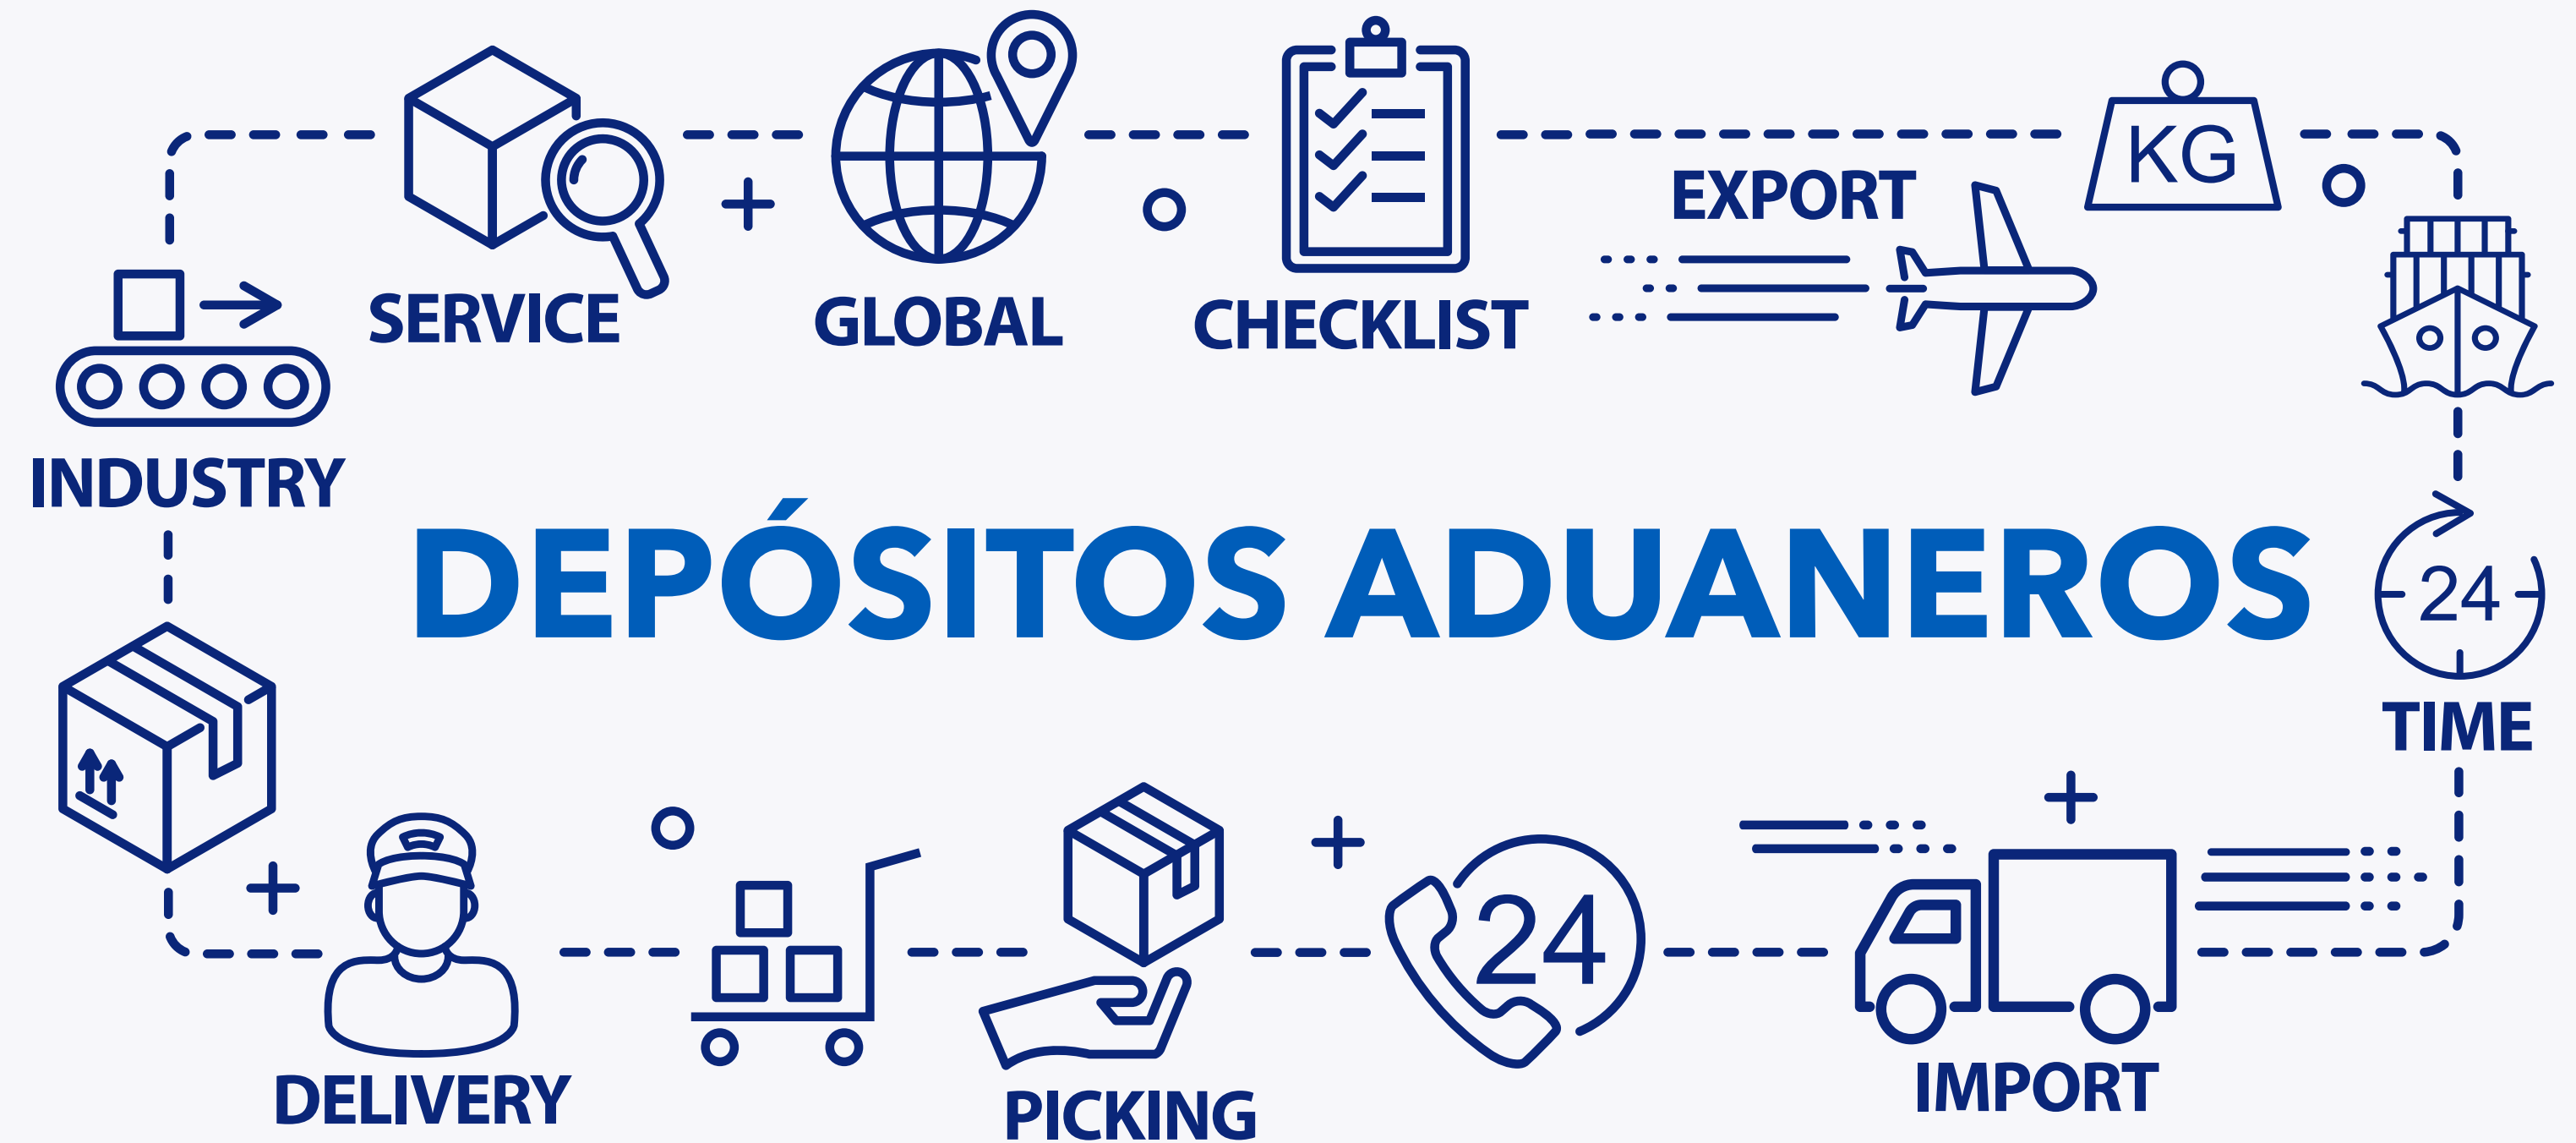 KG
EXPORT
SERVICE
GLOBAL
CHECKLIST
INDUSTRY
DEPÓSITOS ADUANEROS
24
TIME
24
DELIVERY
PICKING
IMPORT